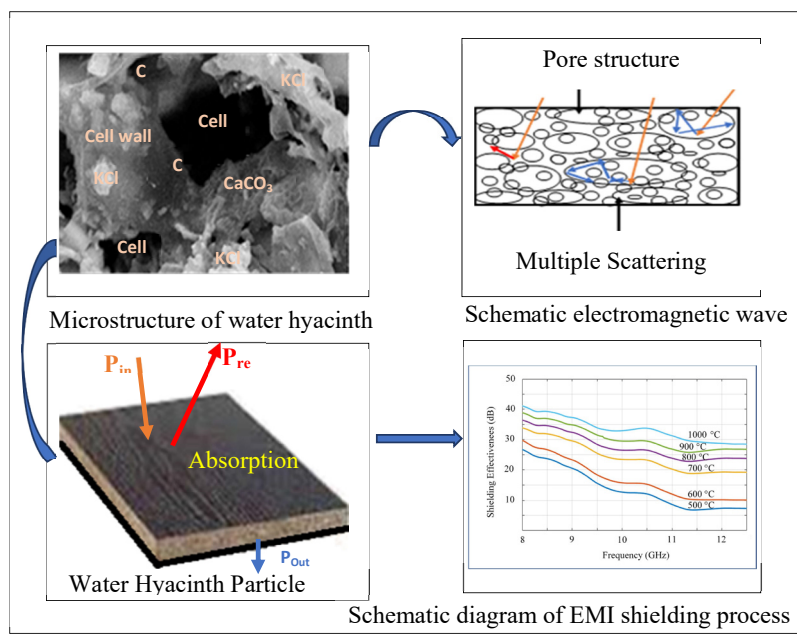 C
KCl
Cell wall
Cell
KCl
C
CaCO₃
Cell
KCl
Microstructure of water hyacinth
Pore structure
Multiple Scattering
Schematic electromagnetic wave
Pin
Pre
Absorption
POut
Water Hyacinth Particle
50
40
30
20
10
Shielding Effectivenees (dB)
1000 °C
900 °C
800 °C
700 °C
600 °C
500 °C
8
9
10
11
12
Frequency (GHz)
Schematic diagram of EMI shielding process